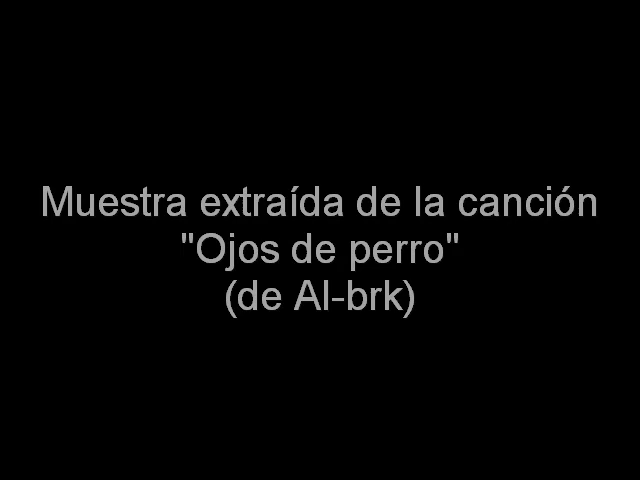 Muestra extraída de la canción
"Ojos de perro"
(de Al-brk)